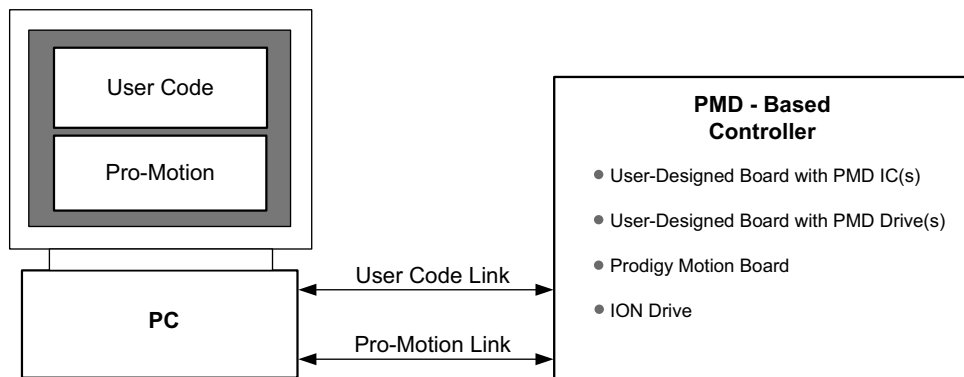 User Code
Pro-Motion
PC
User Code Link
Pro-Motion Link
PMD - Based
Controller
User-Designed Board with PMD IC(s)
User-Designed Board with PMD Drive(s)
Prodigy Motion Board
ION Drive